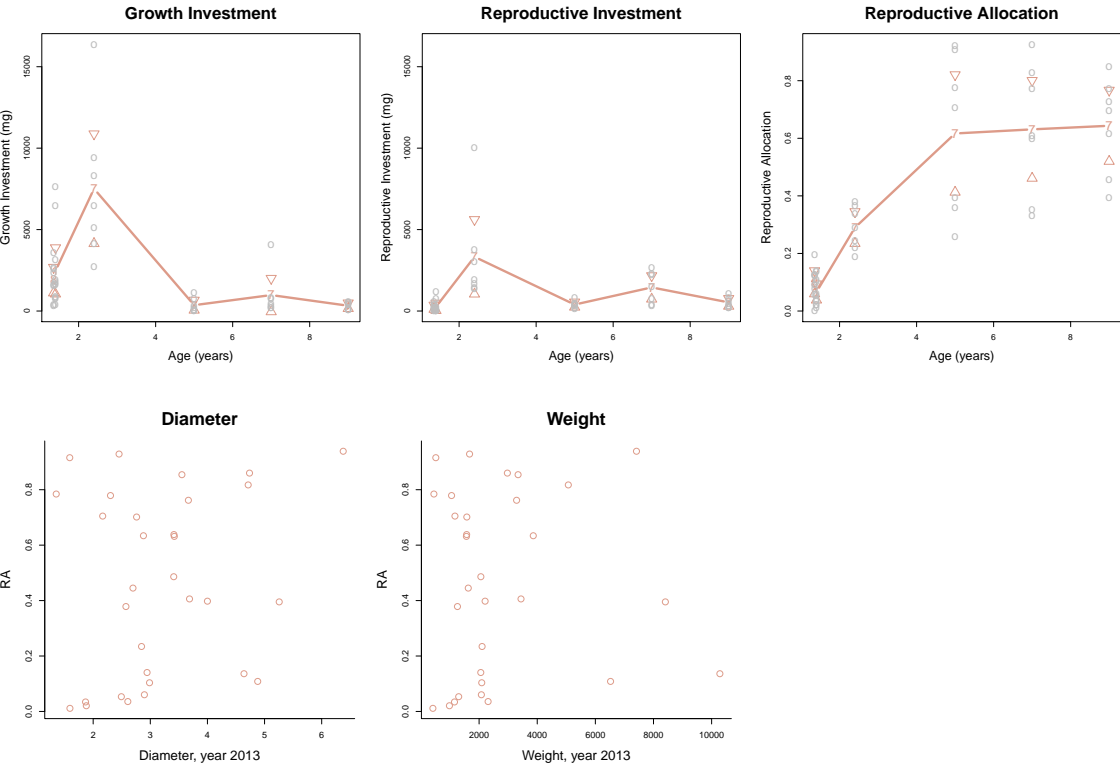 Growth Investment
Growth Investment (mg)
15000
10000
5000
0
2 4 6 8
Age (years)
Reproductive Investment
Reproductive Investment (mg)
15000
10000
5000
0
2 4 6 8
Age (years)
Reproductive Allocation
Reproductive Allocation
0.8
0.6
0.4
0.2
0.0
2 4 6 8
Age (years)
Diameter
RA
0.8
0.6
0.4
0.2
0.0
2 3 4 5 6
Diameter, year 2013
Weight
RA
0.8
0.6
0.4
0.2
0.0
2000 4000 6000 8000 10000
Weight, year 2013